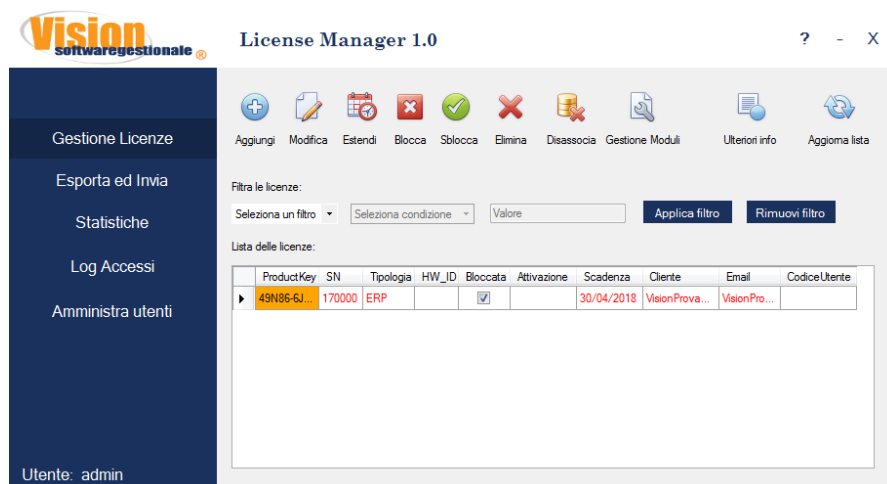 Vision
softwaregestionale ®
License Manager 1.0
? - X
Aggiungi Modifica Estendi Blocca Sblocca Elimina Disassocia Gestione Moduli Ulteriori info Aggiorna lista
Gestione Licenze
Esporta ed Invia
Statistiche
Log Accessi
Amministra utenti
Utente: admin
Filtra le licenze:
Seleziona un filtro Seleziona condizione Valore Applica filtro Rimuovi filtro
Lista delle licenze:
ProductKey SN Tipologia HW_ID Bloccata Attivazione Scadenza Cliente Email CodiceUtente
49N86-6J... 170000 ERP 30/04/2018 VisionProva... VisionPro...